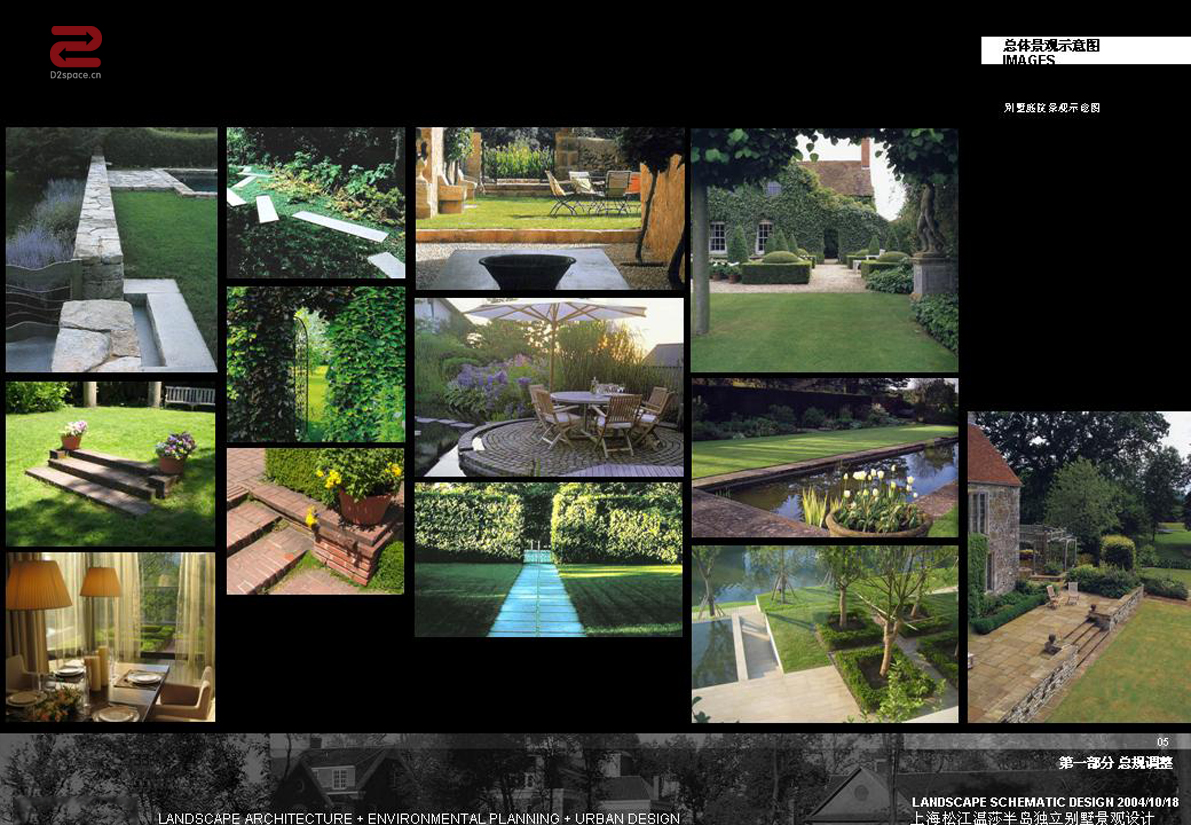 D2space.cn
总体景观示意图
IMAGES
别墅庭院景观示意图
05
第一部分 总规调整
LANDSCAPE SCHEMATIC DESIGN 2004/10/18
LANDSCAPE ARCHITECTURE + ENVIRONMENTAL PLANNING + URBAN DESIGN
上海松江温莎半岛独立别墅景观设计